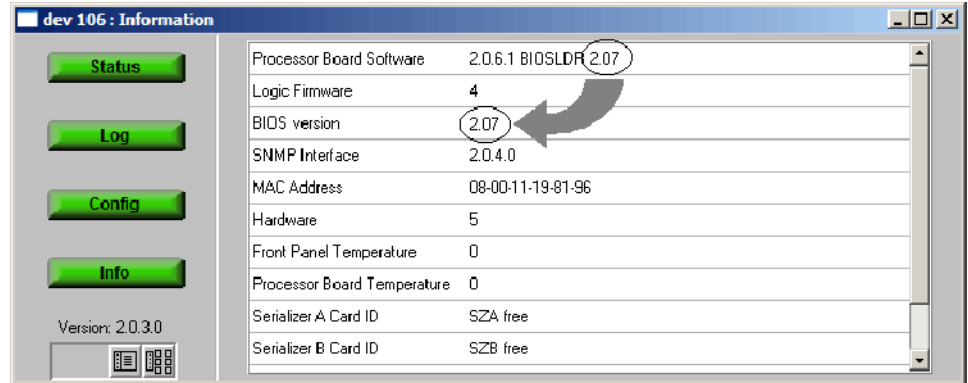 dev 106 : Information
Status
Log
Config
Info
Version: 2.0.3.0
Processor Board Software 2.0.6.1 BIOSLDR 2.07
Logic Firmware 4
BIOS version 2.07
SNMP Interface 2.0.4.0
MAC Address 08-00-11-19-81-96
Hardware 5
Front Panel Temperature 0
Processor Board Temperature 0
Serializer A Card ID SZA free
Serializer B Card ID SZB free